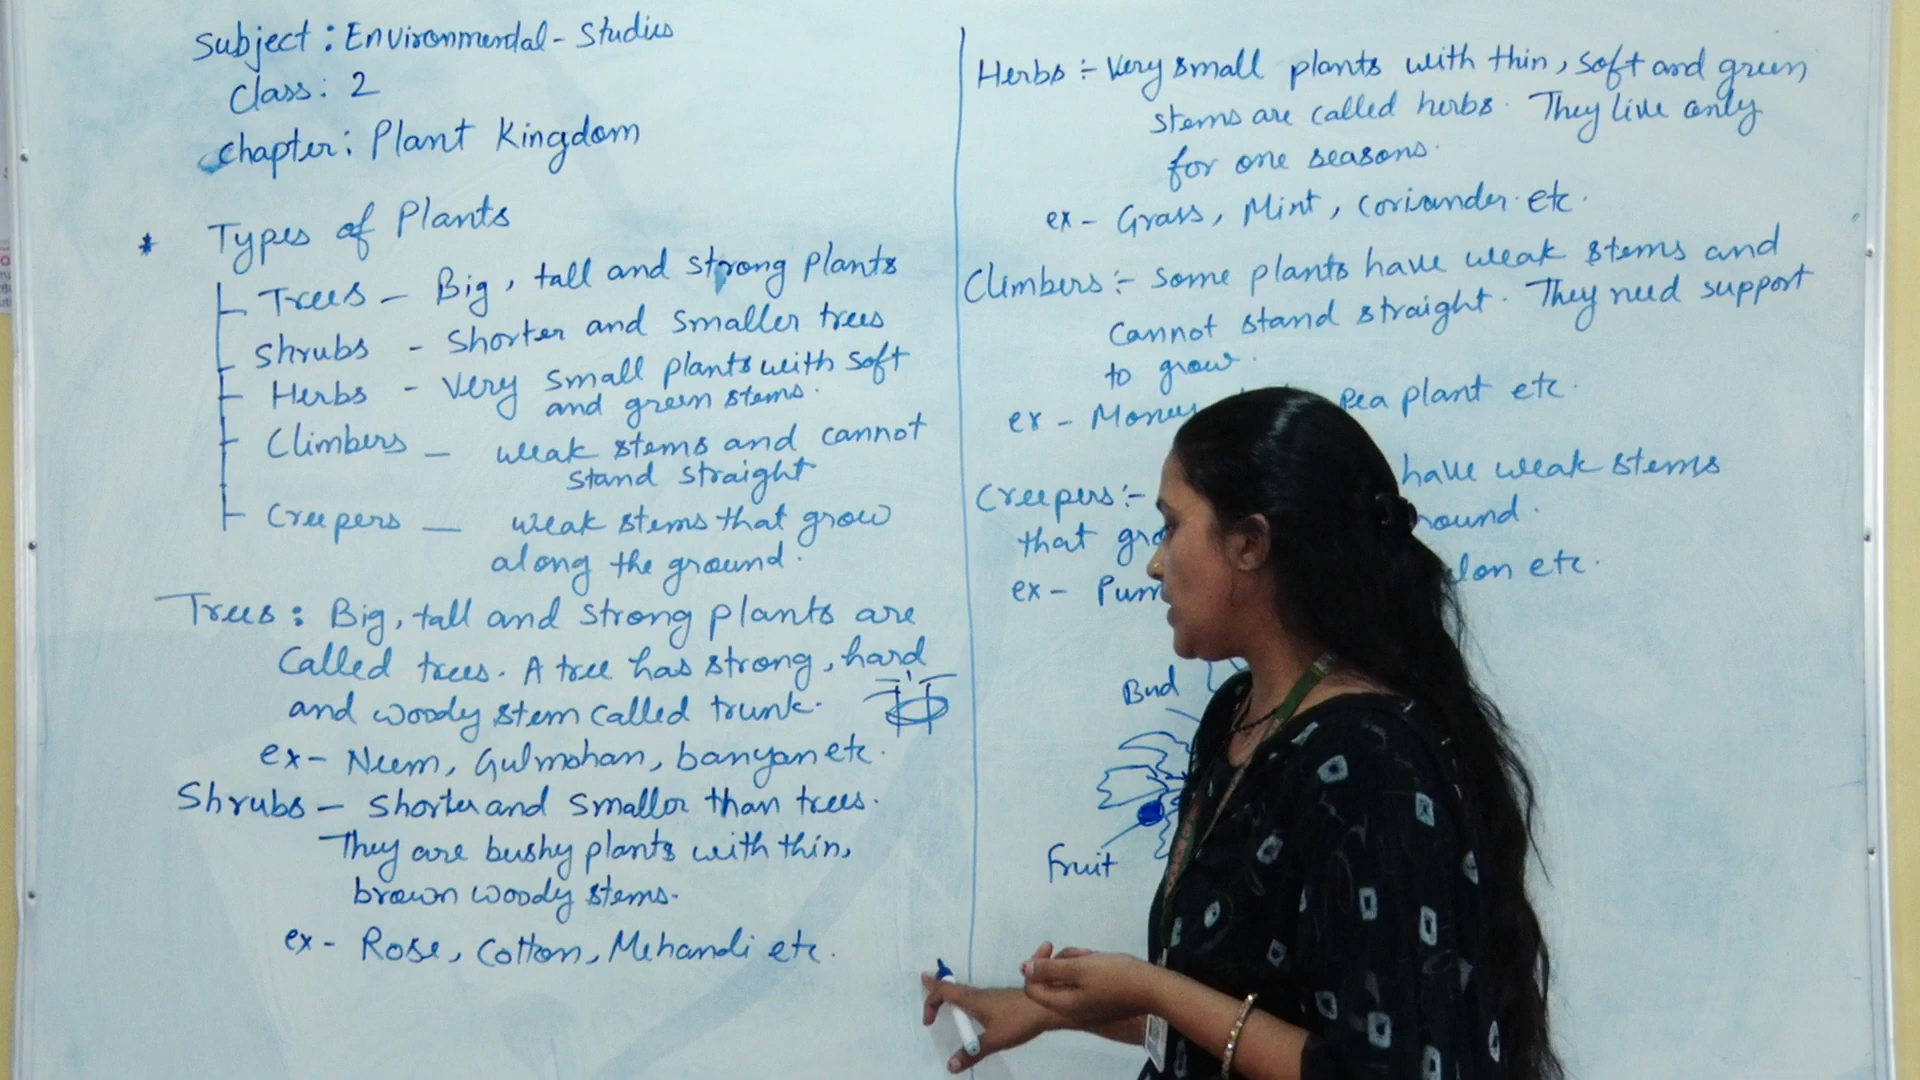 Subject : Environmental - Studies
Class : 2
Chapter : Plant Kingdom
* Types of Plants
Trees - Big, tall and strong plants
Shrubs - Shorter and smaller trees
Herbs - Very small plants with soft
and green stems.
Climbers - weak stems and cannot
stand straight
Creepers - weak stems that grow
along the ground.
Trees : Big, tall and strong plants are
called trees. A tree has strong, hard
and woody stem called trunk.
ex- Neem, Gulmohan, banyan etc.
Shrubs - Shorter and smaller than trees.
They are bushy plants with thin,
brown woody stems.
ex- Rose, Cotton, Mehandi etc.
Herbs :- Very small plants with thin, soft and green
stems are called herbs. They live only
for one seasons.
ex- Grass, Mint, coriander etc.
Climbers :- Some plants have weak stems and
cannot stand straight. They need support
to grow.
ex - Money Pea plant etc.
Creepers :- have weak stems
that
ex-  etc.
Bud
Fruit